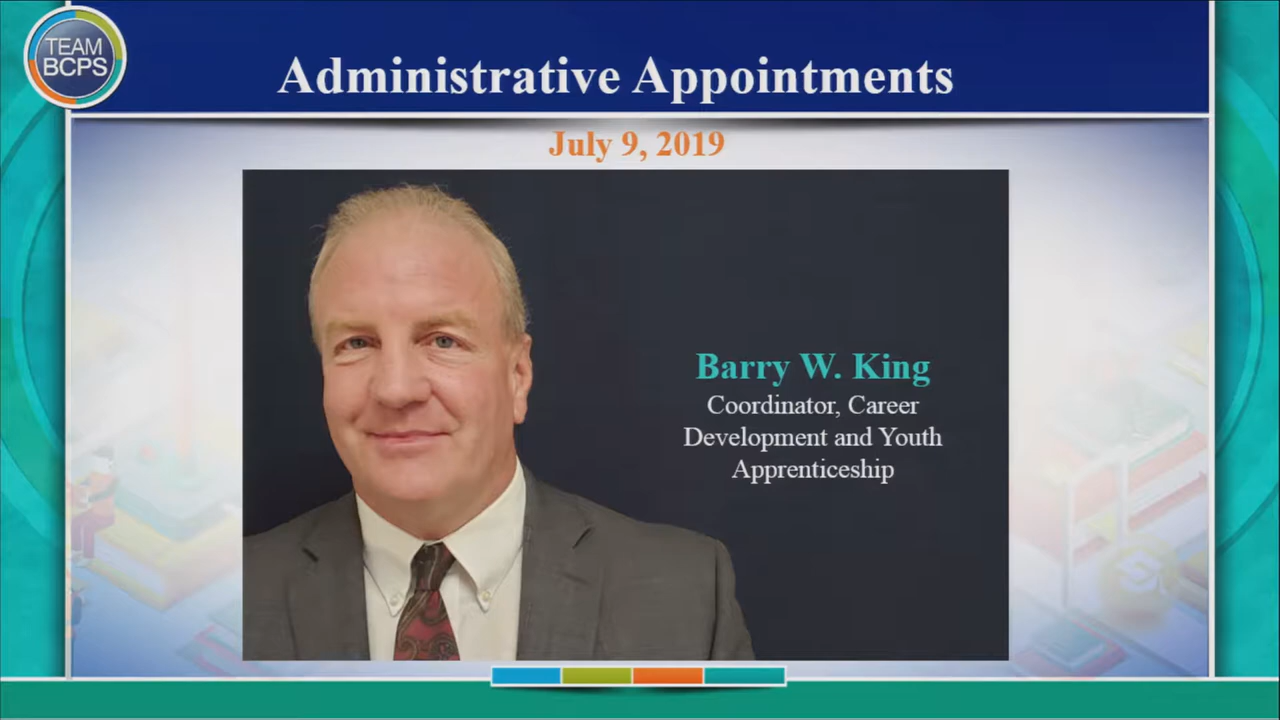 TEAM
BCPS
Administrative Appointments
July 9, 2019
Barry W. King
Coordinator, Career
Development and Youth
Apprenticeship